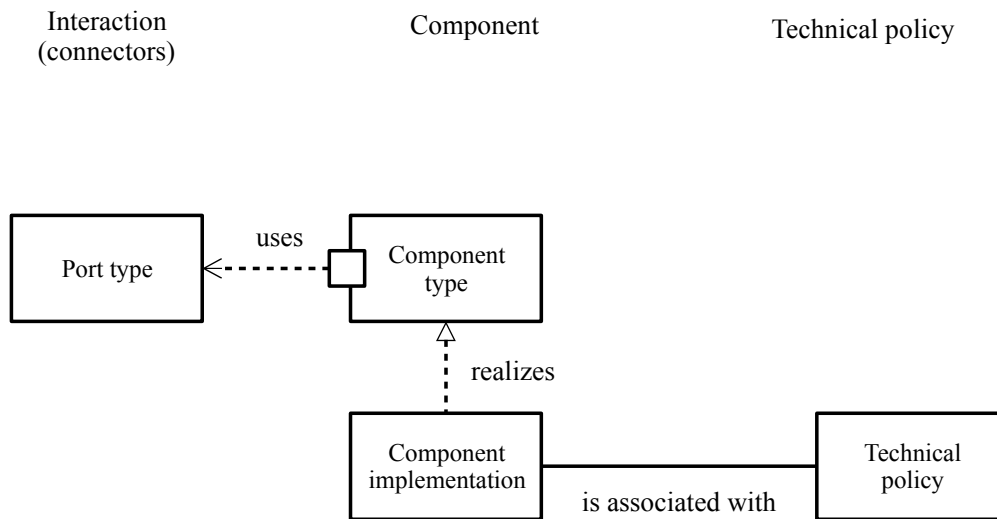 Interaction
(connectors)
Component
Technical policy
uses
Port type
Component
type
realizes
Component
implementation
is associated with
Technical
policy